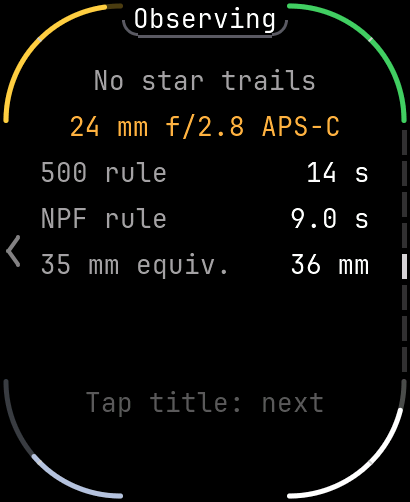 Observing
No star trails
24 mm f/2.8 APS-C
500 rule 14 s
NPF rule 9.0 s
35 mm equiv. 36 mm
Tap title: next